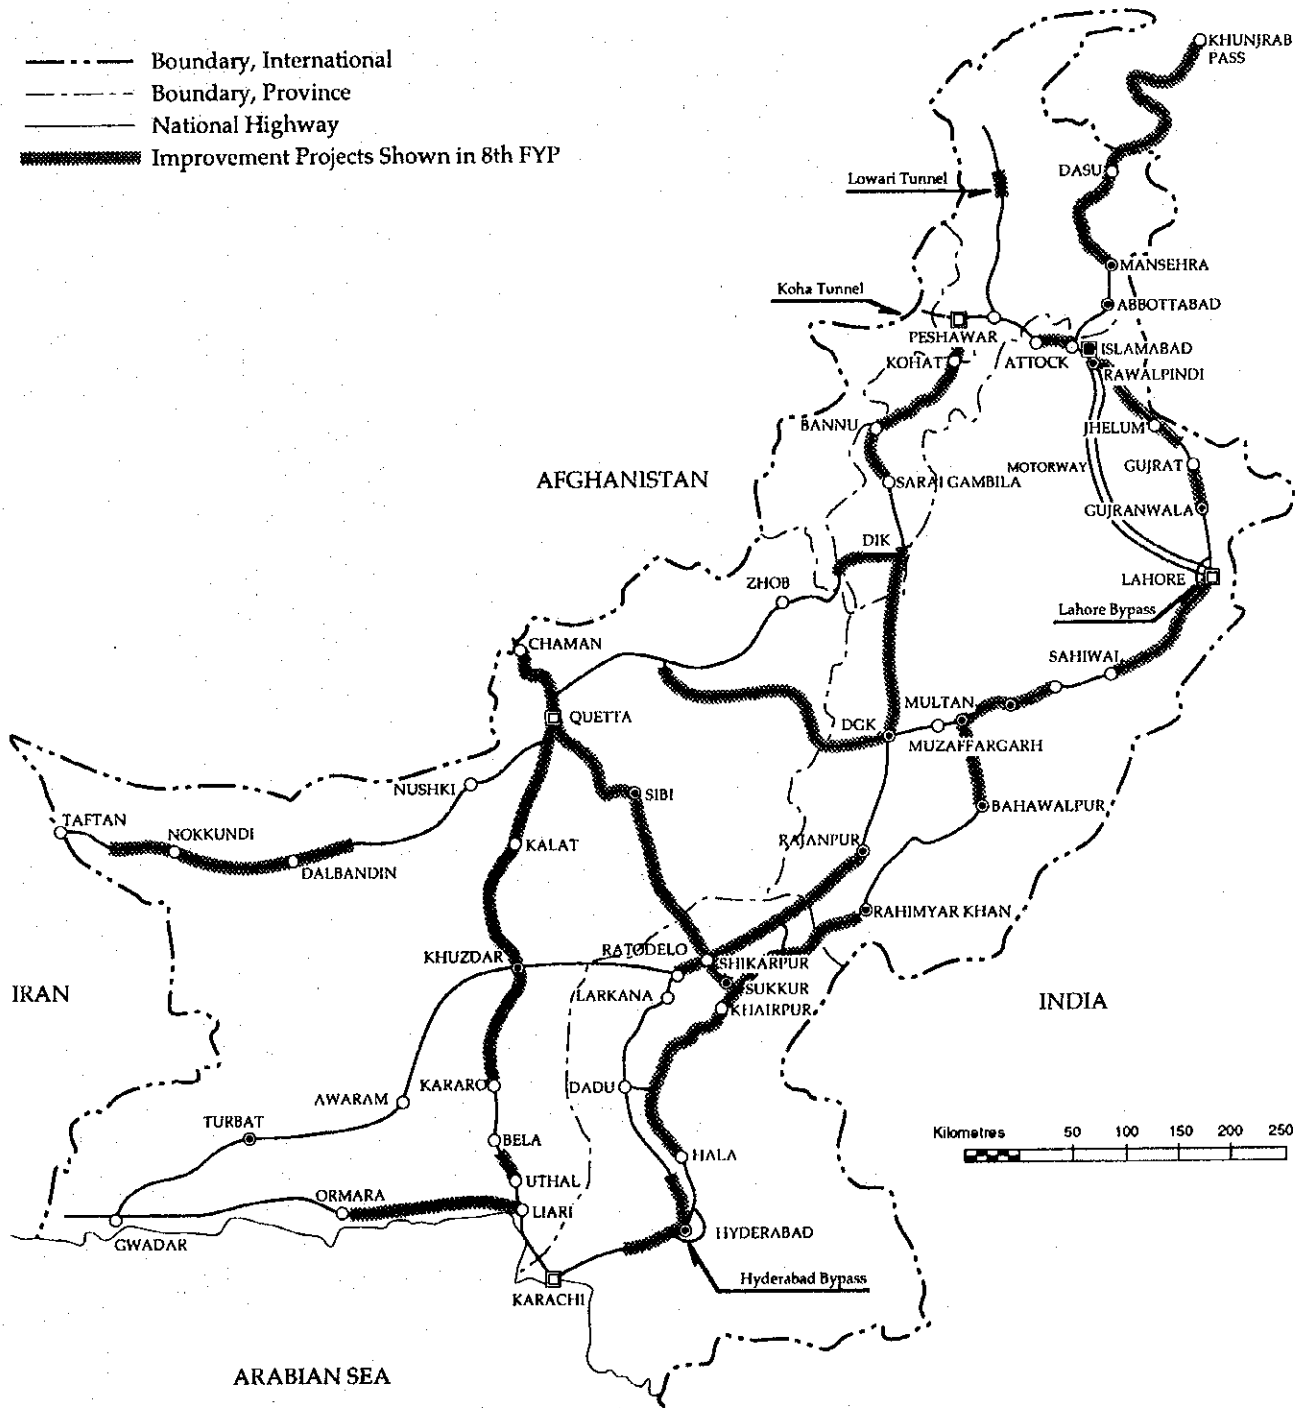 Boundary, International
Boundary, Province
National Highway
Improvement Projects Shown in 8th FYP
KHUNJRAB
PASS
DASU
Lowari Tunnel
MANSEHRA
Koha Tunnel
ABBOTTABAD
PESHAWAR
ISLAMABAD
KOHAT
ATTOCK
RAWALPINDI
BANNU
JHELUM
MOTORWAY
GUJRAT
AFGHANISTAN
SARAI GAMBILA
GUJRANWALA
DIK
ZHOB
LAHORE
Lahore Bypass
CHAMAN
SAHIWAL
MULTAN
QUETTA
DGK
MUZAFFARGARH
NUSHKI
SIBI
BAHAWALPUR
TAFTAN
NOKKUNDI
KALAT
RAJANPUR
DALBANDIN
RAHIMYAR KHAN
KHUZDAR
RATODELO
SHIKARPUR
IRAN
LARKANA
SUKKUR
INDIA
KHAIRPUR
AWARAM
KARARO
DADU
TURBAT
Kilometres 50 100 150 200 250
BELA
HALA
UTHAL
ORMARA
LIARI
GWADAR
HYDERABAD
Hyderabad Bypass
KARACHI
ARABIAN SEA